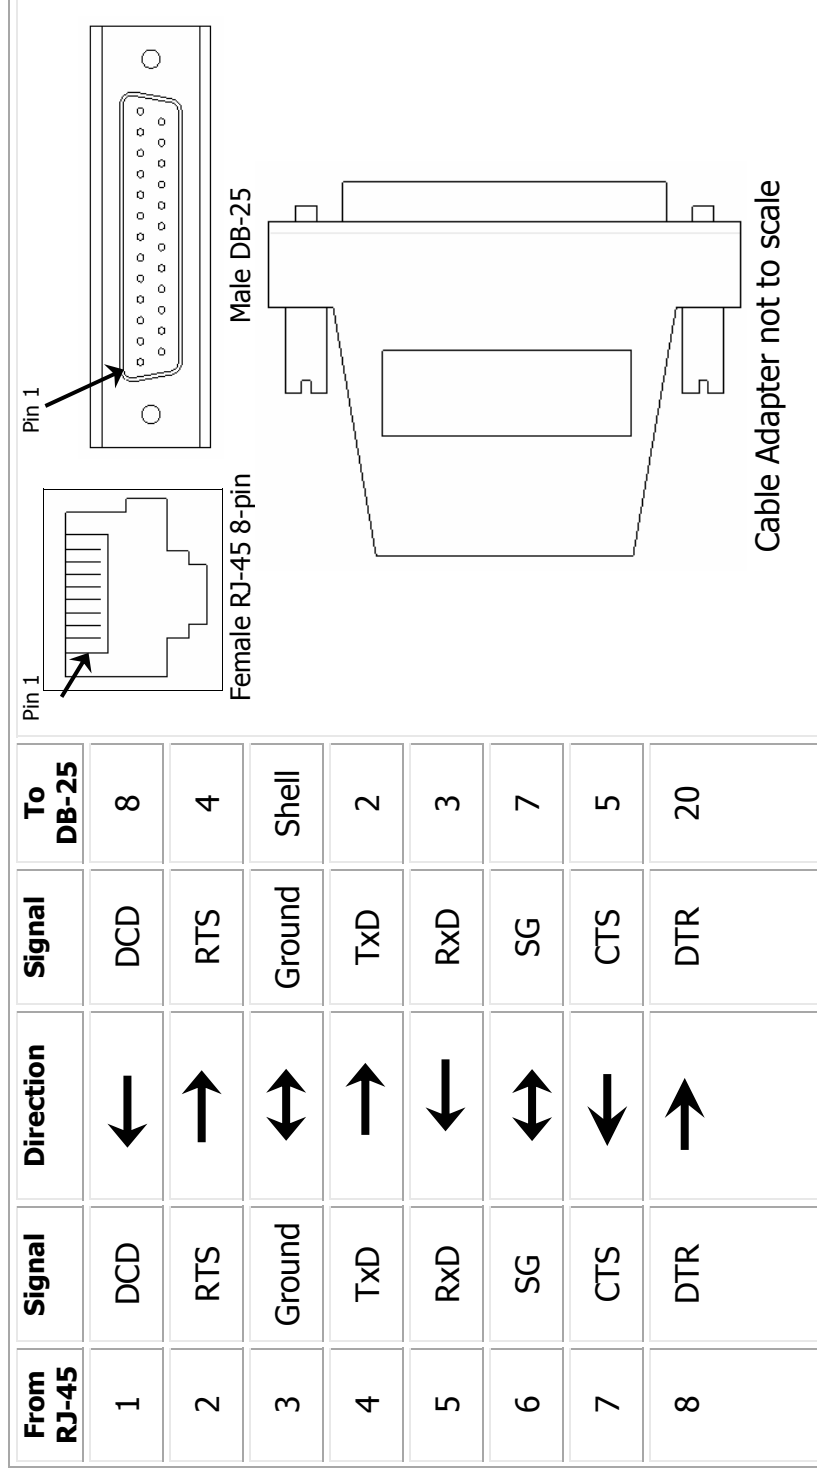 From RJ-45 Signal Direction Signal To DB-25
1 DCD DCD 8
2 RTS RTS 4
3 Ground Ground Shell
4 TxD TxD 2
5 RxD RxD 3
6 SG SG 7
7 CTS CTS 5
8 DTR DTR 20
Pin 1
Pin 1
Female RJ-45 8-pin
Male DB-25
Cable Adapter not to scale